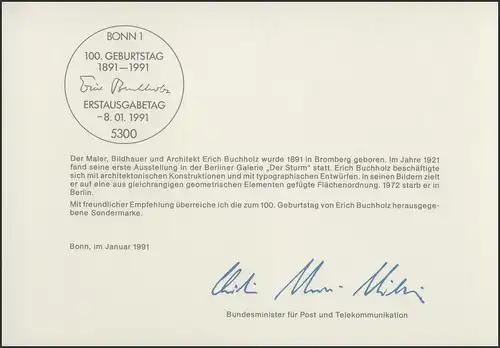 BONN 1
100. GEBURTSTAG
1891–1991
Erich Buchholz
ERSTAUSGABETAG
–8. 01. 1991
5300
Der Maler, Bildhauer und Architekt Erich Buchholz wurde 1891 in Bromberg geboren. Im Jahre 1921
fand seine erste Ausstellung in der Berliner Galerie „Der Sturm" statt. Erich Buchholz beschäftigte
sich mit architektonischen Konstruktionen und mit typographischen Entwürfen. In seinen Bildern zielt
er auf eine aus gleichrangigen geometrischen Elementen gefügte Flächenordnung. 1972 starb er in
Berlin.
Mit freundlicher Empfehlung überreiche ich die zum 100. Geburtstag von Erich Buchholz herausgege-
bene Sondermarke.
Bonn, im Januar 1991
Bundesminister für Post und Telekommunikation